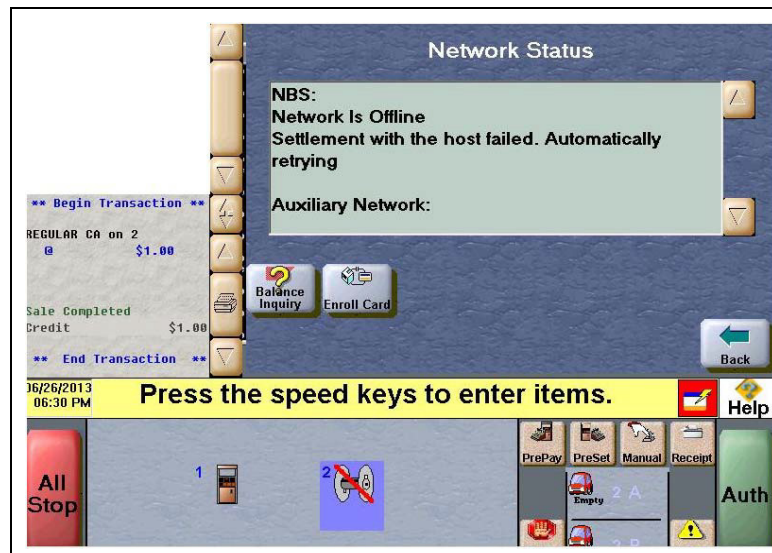 Network Status
NBS:
Network Is Offline
Settlement with the host failed. Automatically
retrying
Auxiliary Network:
** Begin Transaction **
REGULAR CA on 2
@ $1.00
Sale Completed
Credit $1.00
** End Transaction **
Balance
Inquiry
Enroll Card
Back
06/26/2013
06:30 PM
Press the speed keys to enter items.
Help
All
Stop
1
2
PrePay
PreSet
Manual
Receipt
Empty
2 A
2 B
Auth